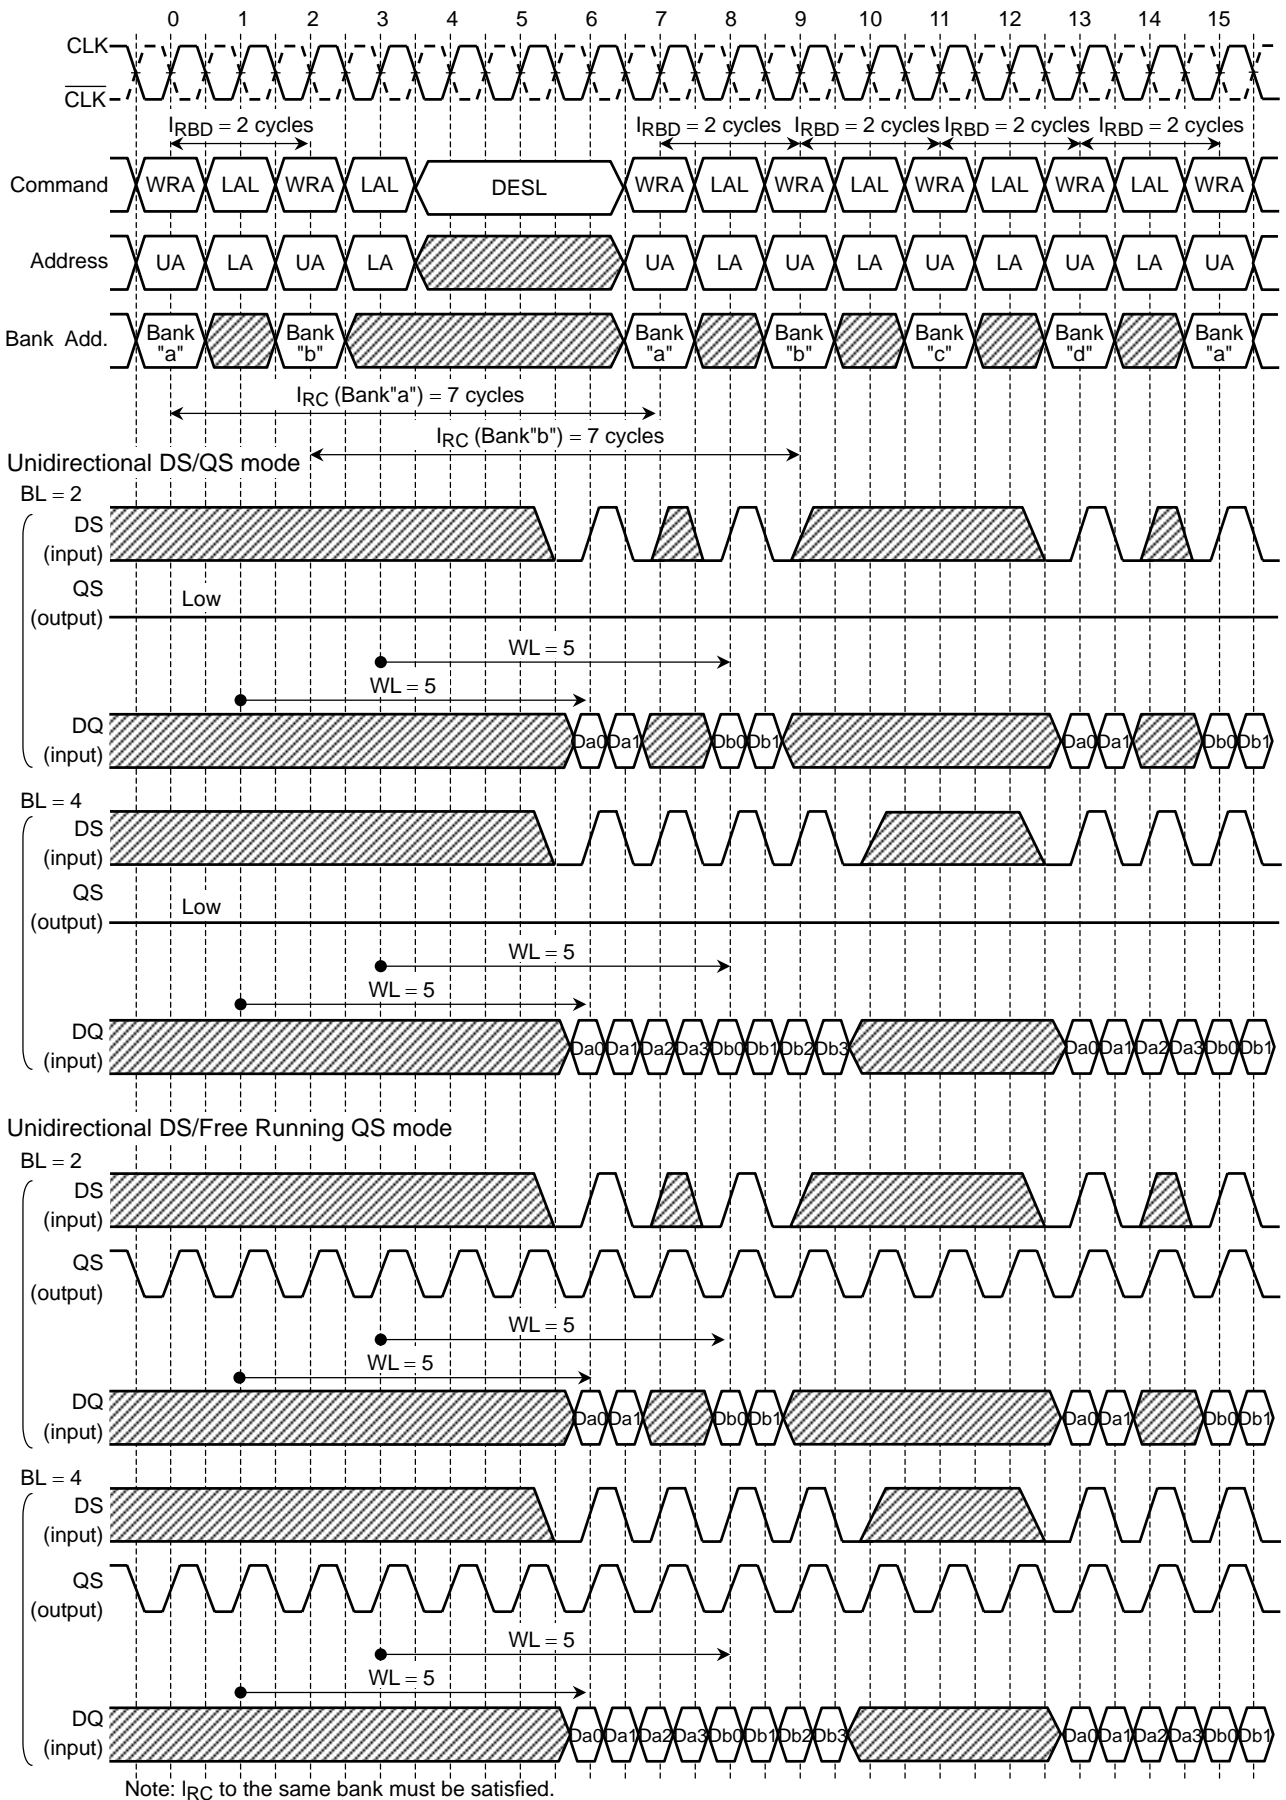 0 1 2 3 4 5 6 7 8 9 10 11 12 13 14 15
CLK
CLK
IRBD = 2 cycles IRBD = 2 cycles IRBD = 2 cycles IRBD = 2 cycles IRBD = 2 cycles
Command WRA LAL WRA LAL DESL WRA LAL WRA LAL WRA LAL WRA LAL WRA
Address UA LA UA LA UA LA UA LA UA LA UA LA UA
Bank Add. Bank "a" Bank "b" Bank "a" Bank "b" Bank "c" Bank "d" Bank "a"
IRC (Bank"a") = 7 cycles
IRC (Bank"b") = 7 cycles
Unidirectional DS/QS mode
BL = 2
DS
(input)
QS
(output)
Low
WL = 5
WL = 5
DQ
(input)
Da0 Da1 Db0 Db1 Da0 Da1 Db0 Db1
BL = 4
DS
(input)
QS
(output)
Low
WL = 5
WL = 5
DQ
(input)
Da0 Da1 Da2 Da3 Db0 Db1 Db2 Db3 Da0 Da1 Da2 Da3 Db0 Db1
Unidirectional DS/Free Running QS mode
BL = 2
DS
(input)
QS
(output)
WL = 5
WL = 5
DQ
(input)
Da0 Da1 Db0 Db1 Da0 Da1 Db0 Db1
BL = 4
DS
(input)
QS
(output)
WL = 5
WL = 5
DQ
(input)
Da0 Da1 Da2 Da3 Db0 Db1 Db2 Db3 Da0 Da1 Da2 Da3 Db0 Db1
Note: IRC to the same bank must be satisfied.